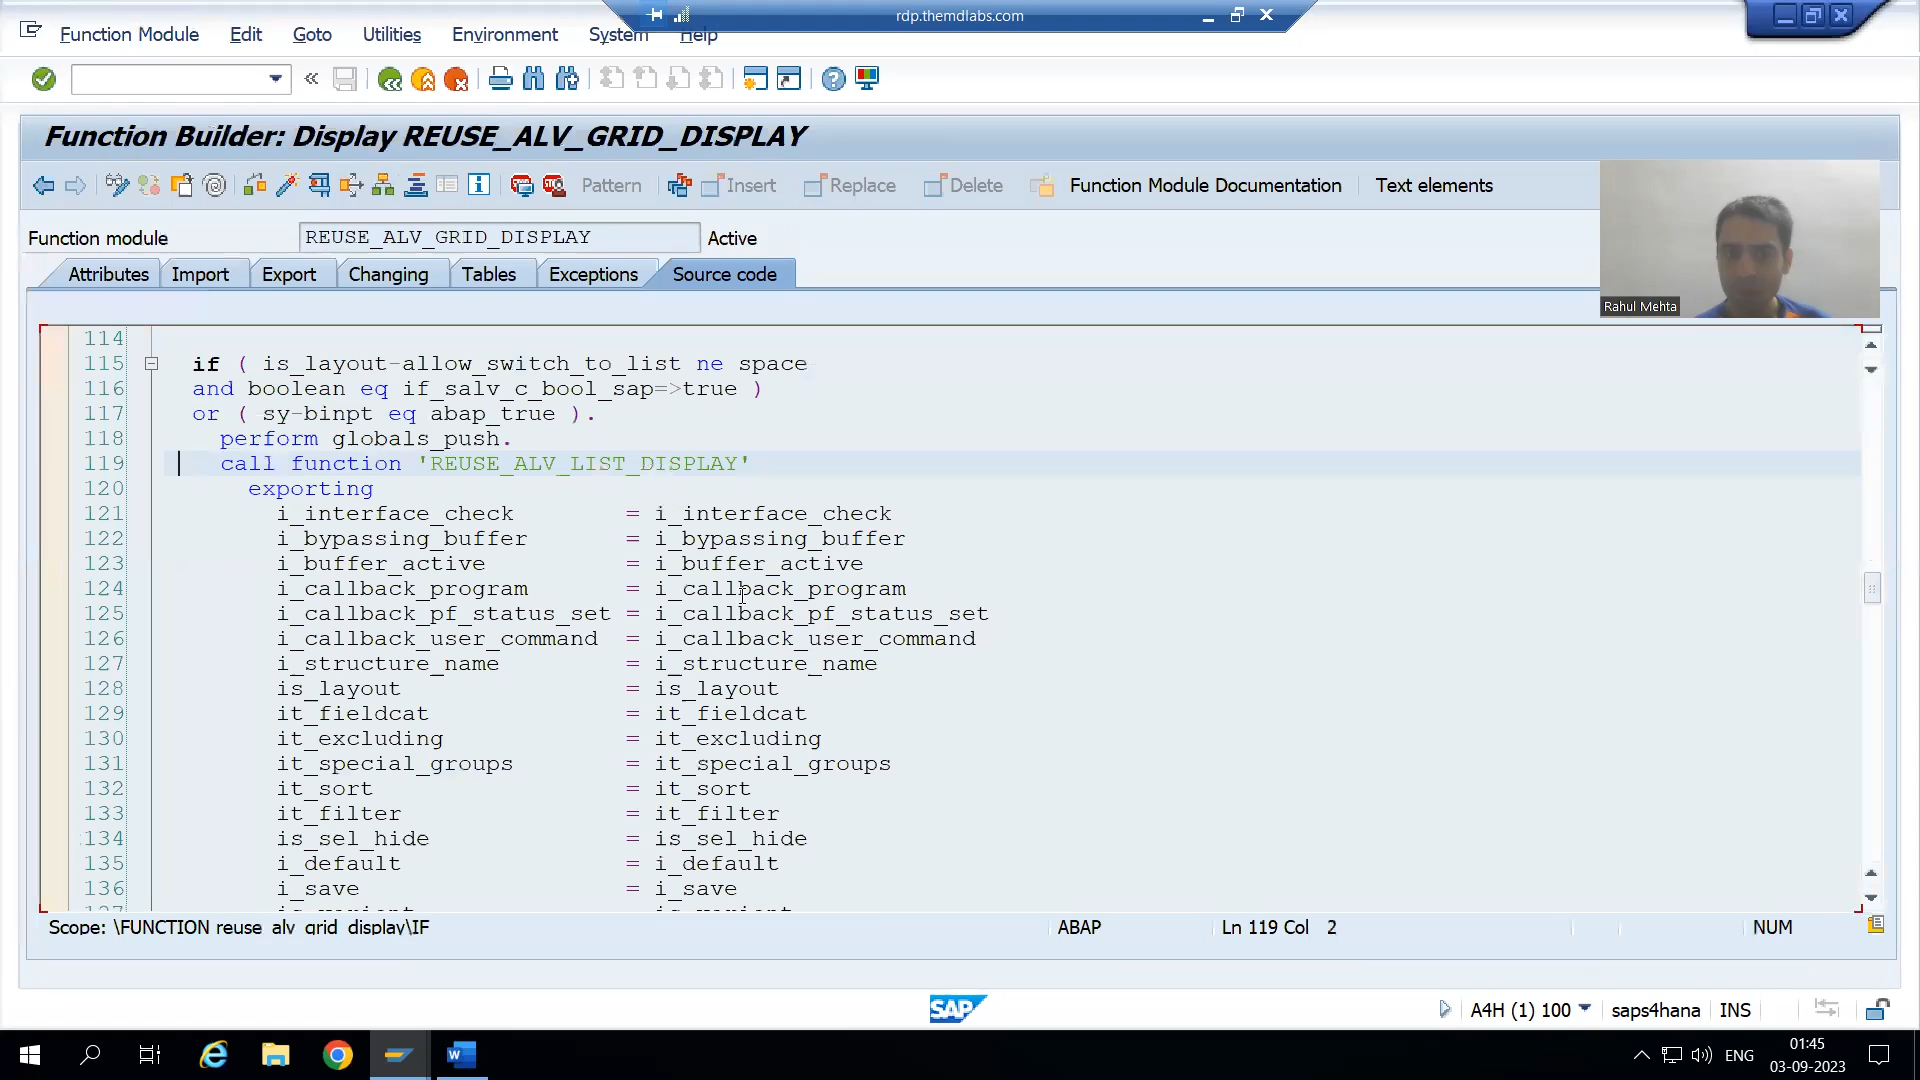 rdp.themdlabs.com
Function Module Edit Goto Utilities Environment System Help
Function Builder: Display REUSE_ALV_GRID_DISPLAY
Pattern Insert Replace Delete Function Module Documentation Text elements
Function module REUSE_ALV_GRID_DISPLAY Active
Attributes Import Export Changing Tables Exceptions Source code
Rahul Mehta
114
115 if ( is_layout-allow_switch_to_list ne space
116 and boolean eq if_salv_c_bool_sap=>true )
117 or ( sy-binpt eq abap_true ).
118 perform globals_push.
119 call function 'REUSE_ALV_LIST_DISPLAY'
120 exporting
121 i_interface_check = i_interface_check
122 i_bypassing_buffer = i_bypassing_buffer
123 i_buffer_active = i_buffer_active
124 i_callback_program = i_callback_program
125 i_callback_pf_status_set = i_callback_pf_status_set
126 i_callback_user_command = i_callback_user_command
127 i_structure_name = i_structure_name
128 is_layout = is_layout
129 it_fieldcat = it_fieldcat
130 it_excluding = it_excluding
131 it_special_groups = it_special_groups
132 it_sort = it_sort
133 it_filter = it_filter
134 is_sel_hide = is_sel_hide
135 i_default = i_default
136 i_save = i_save
Scope: \FUNCTION reuse_alv_grid_display\IF ABAP Ln 119 Col 2 NUM
SAP A4H (1) 100 saps4hana INS
ENG 01:45
03-09-2023